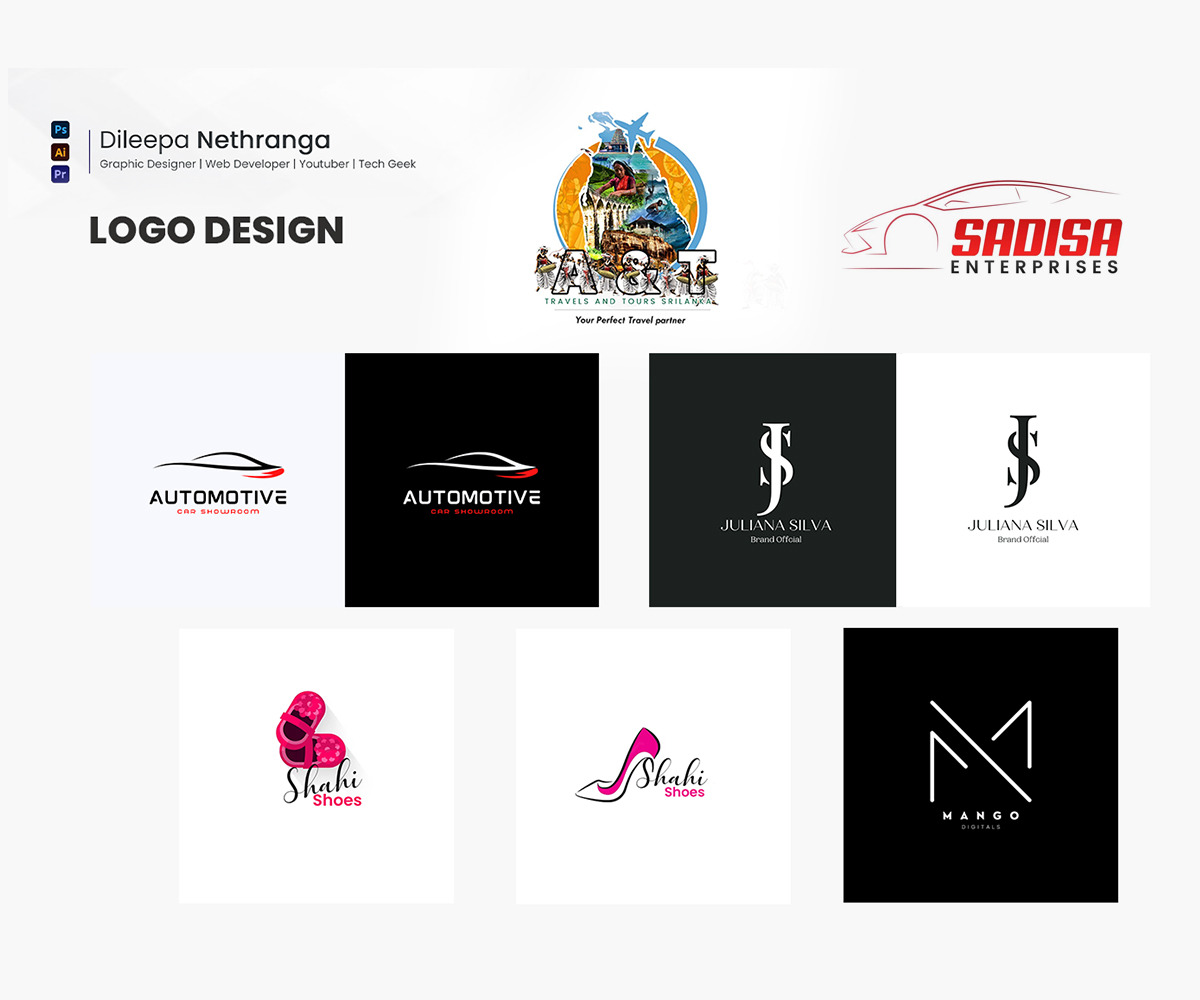 Ps
Ai
Pr
Dileepa Nethranga
Graphic Designer | Web Developer | Youtuber | Tech Geek
LOGO DESIGN
A & T
TRAVELS AND TOURS SRILANKA
Your Perfect Travel partner
SADISA
ENTERPRISES
AUTOMOTIVE
CAR SHOWROOM
AUTOMOTIVE
CAR SHOWROOM
JS
JULIANA SILVA
Brand Offcial
JS
JULIANA SILVA
Brand Offcial
Shahi
Shoes
Shahi
Shoes
M
MANGO
DIGITALS